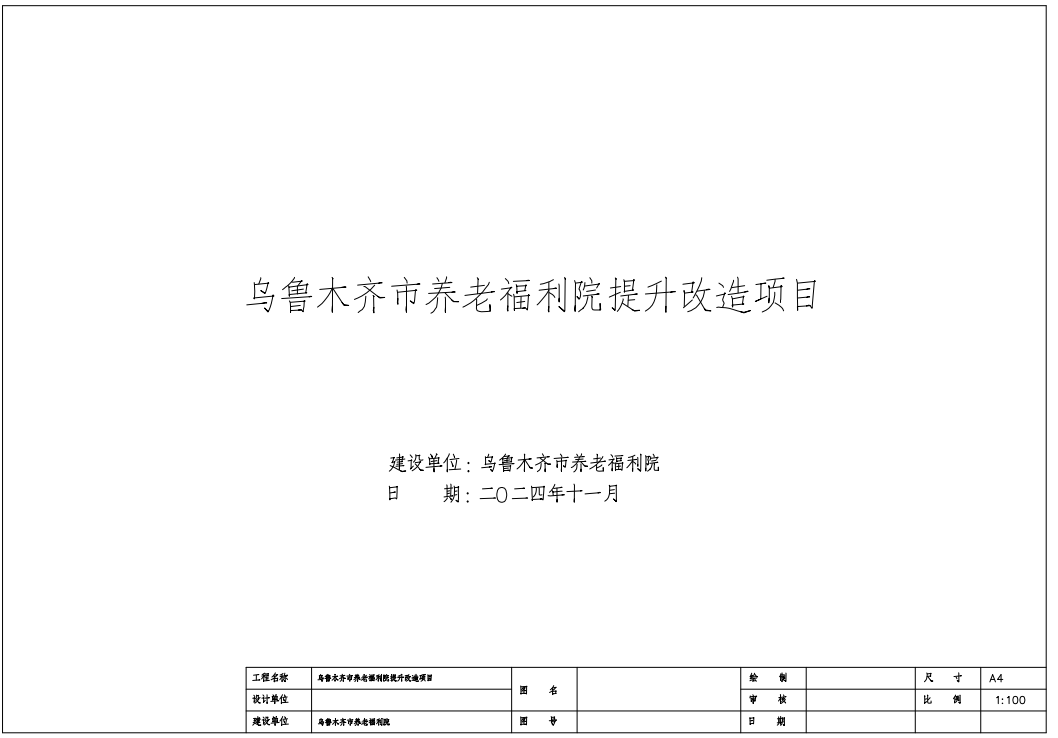 乌鲁木齐市养老福利院提升改造项目
建设单位：乌鲁木齐市养老福利院
日 期：二〇二四年十一月
工程名称 乌鲁木齐市养老福利院提升改造项目 图 名 绘 制 尺 寸 A4
设计单位 审 核 比 例 1:100
建设单位 乌鲁木齐市养老福利院 图 号 日 期